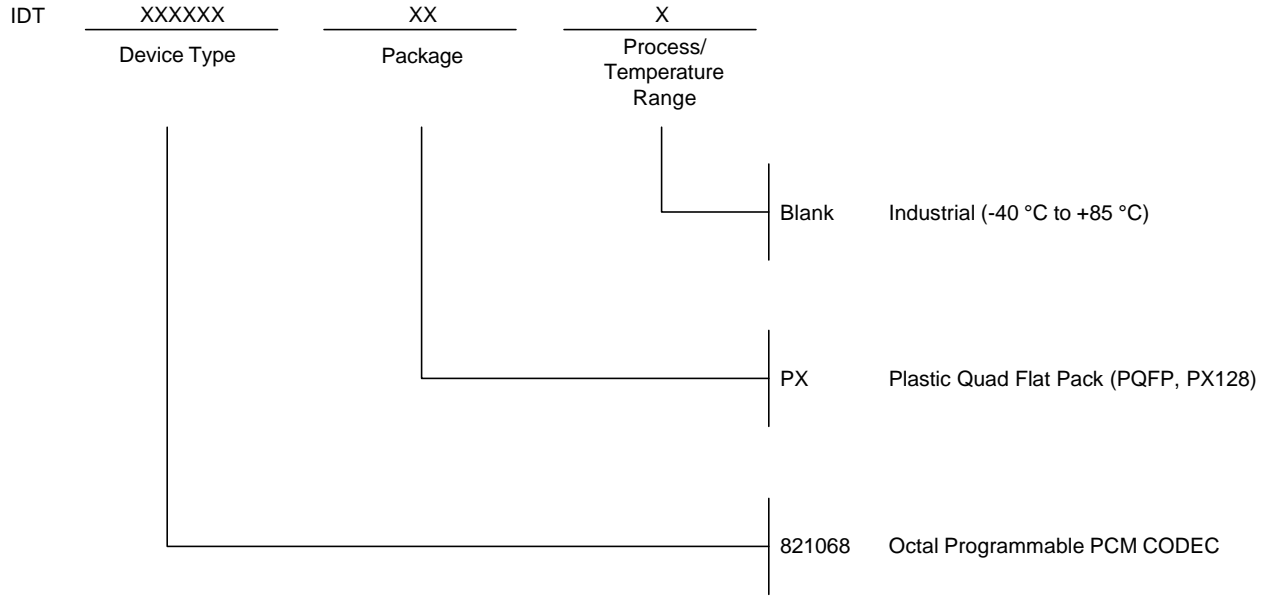 IDT XXXXXX XX X
Device Type Package Process/
Temperature
Range
Blank Industrial (-40 °C to +85 °C)
PX Plastic Quad Flat Pack (PQFP, PX128)
821068 Octal Programmable PCM CODEC